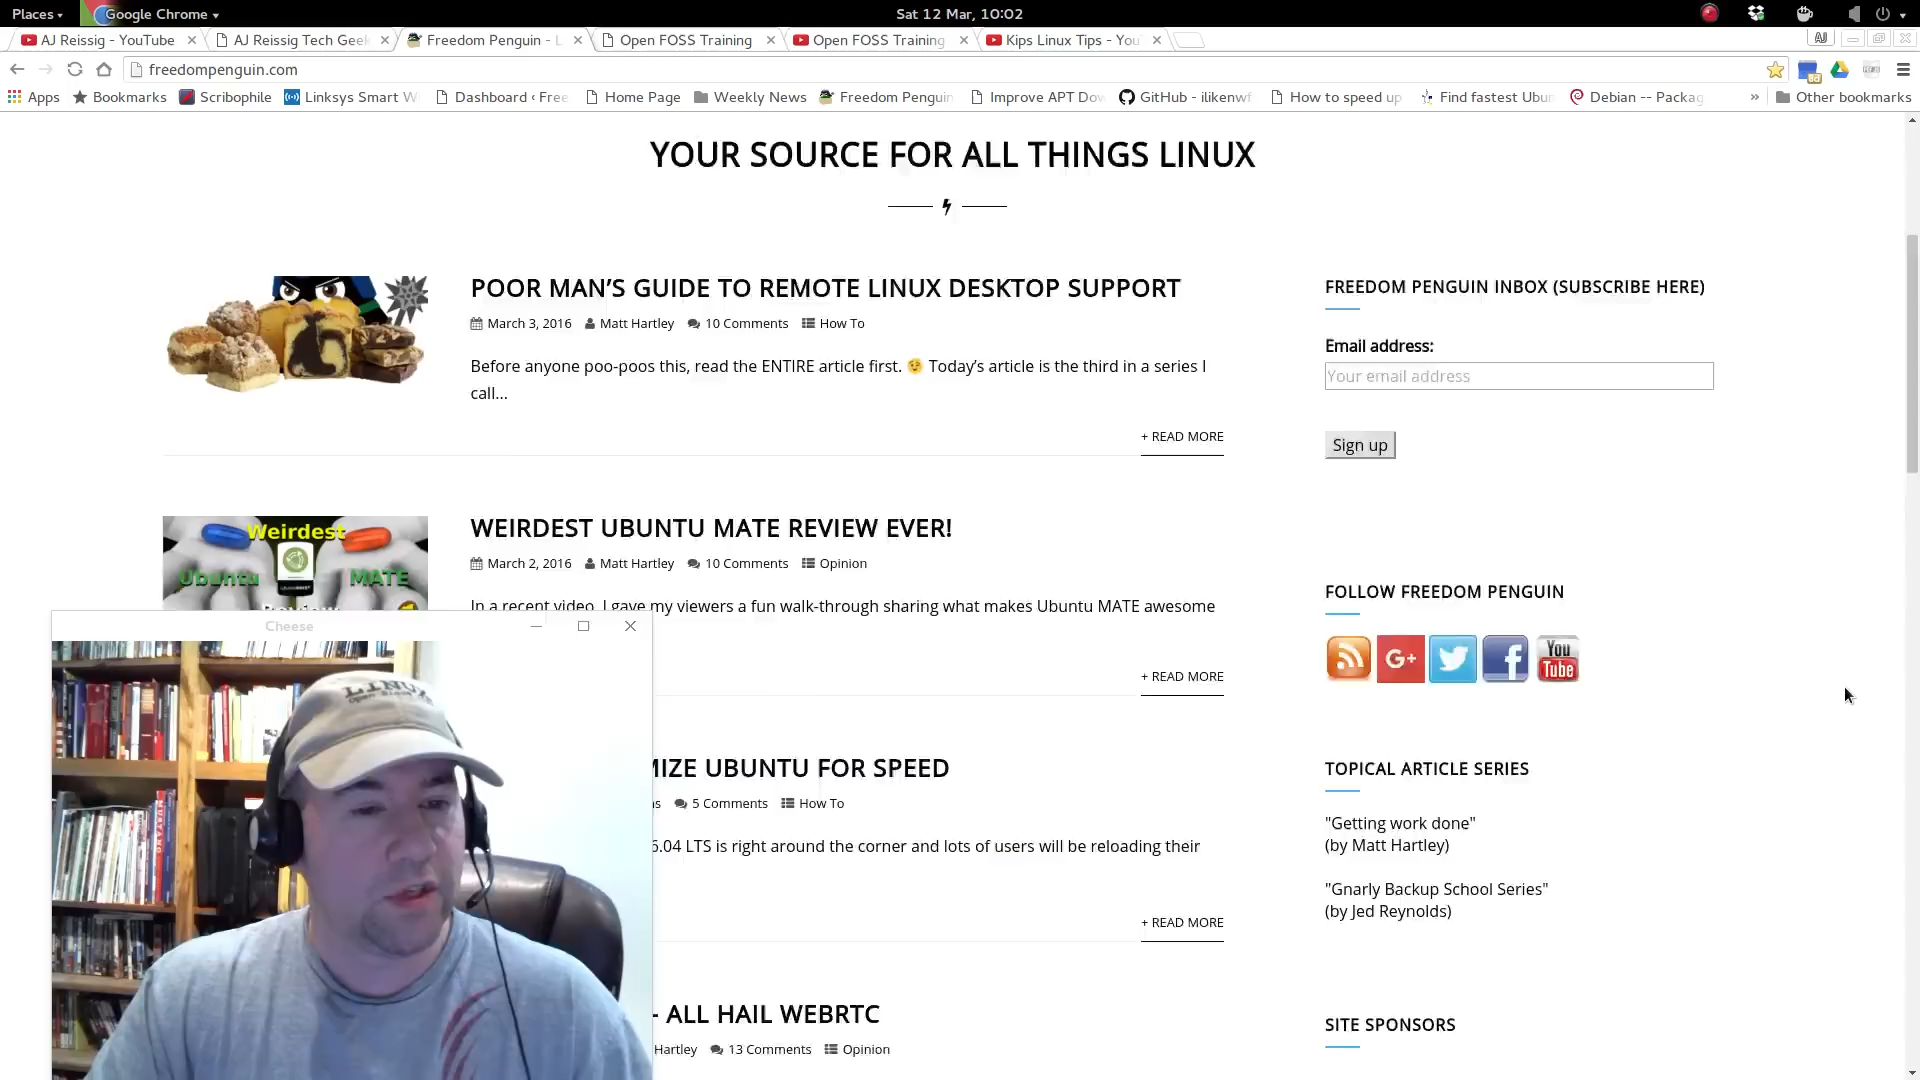 Places
Google Chrome
Sat 12 Mar, 10:02
AJ Reissig - YouTube
AJ Reissig Tech Geek
Freedom Penguin - L
Open FOSS Training
Open FOSS Training
Kips Linux Tips - You
AJ
freedompenguin.com
Apps
Bookmarks
Scribophile
Linksys Smart W
Dashboard ‹ Free
Home Page
Weekly News
Freedom Penguin
Improve APT Dow
GitHub - ilikenwf
How to speed up
Find fastest Ubun
Debian -- Packag
»
Other bookmarks
YOUR SOURCE FOR ALL THINGS LINUX
POOR MAN’S GUIDE TO REMOTE LINUX DESKTOP SUPPORT
March 3, 2016 Matt Hartley 10 Comments How To
Before anyone poo-poos this, read the ENTIRE article first. 😉 Today’s article is the third in a series I
call...
+ READ MORE
Weirdest
Ubuntu MATE
WEIRDEST UBUNTU MATE REVIEW EVER!
March 2, 2016 Matt Hartley 10 Comments Opinion
In a recent video, I gave my viewers a fun walk-through sharing what makes Ubuntu MATE awesome
+ READ MORE
Cheese
LINUX
MIZE UBUNTU FOR SPEED
as 5 Comments How To
6.04 LTS is right around the corner and lots of users will be reloading their
+ READ MORE
- ALL HAIL WEBRTC
Hartley 13 Comments Opinion
FREEDOM PENGUIN INBOX (SUBSCRIBE HERE)
Email address:
Your email address
Sign up
FOLLOW FREEDOM PENGUIN
G+
You
Tube
TOPICAL ARTICLE SERIES
"Getting work done"
(by Matt Hartley)
"Gnarly Backup School Series"
(by Jed Reynolds)
SITE SPONSORS